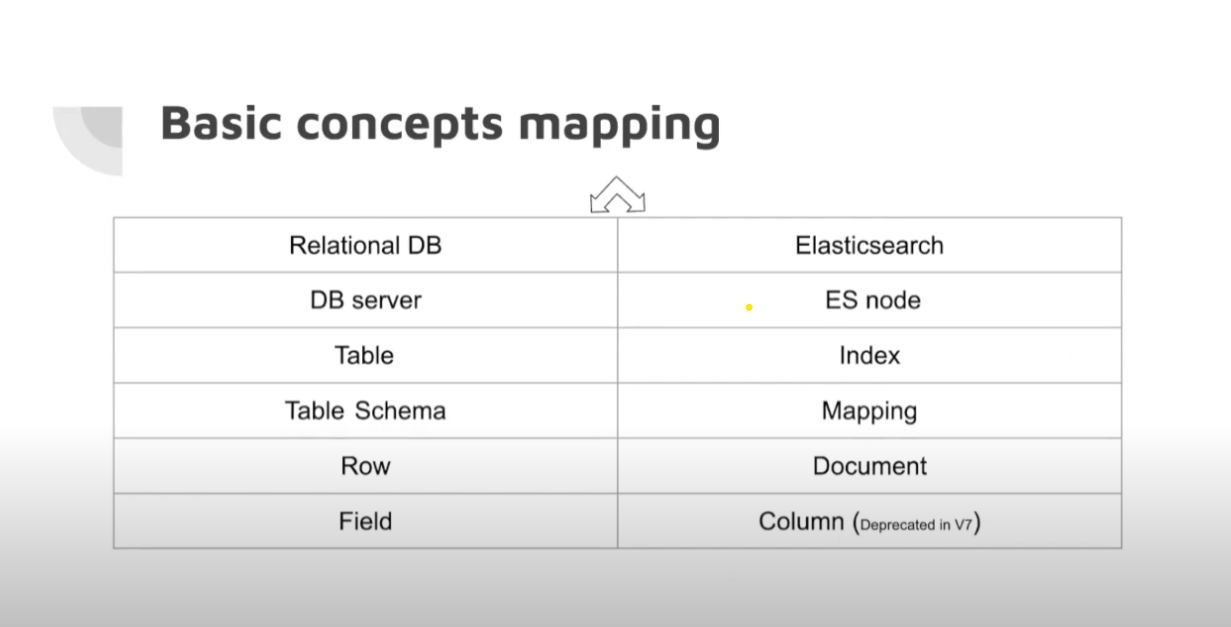 Basic concepts mapping
Relational DB Elasticsearch
DB server ES node
Table Index
Table Schema Mapping
Row Document
Field Column (Deprecated in V7)